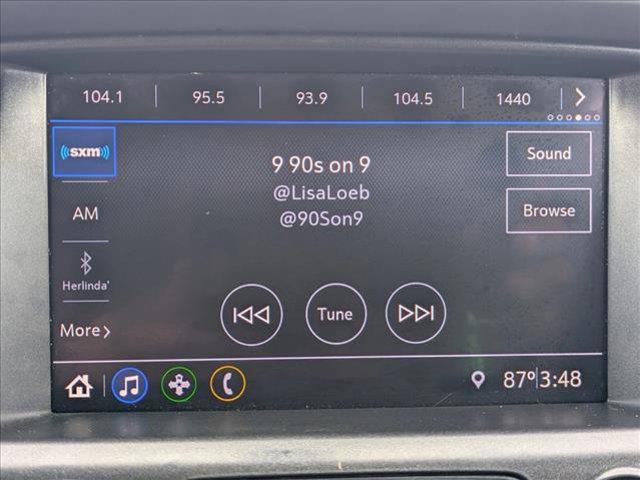 104.1 95.5 93.9 104.5 1440
((sxm))
9 90s on 9
@LisaLoeb
@90Son9
Sound
Browse
AM
Herlinda'
More
Tune
87° 3:48